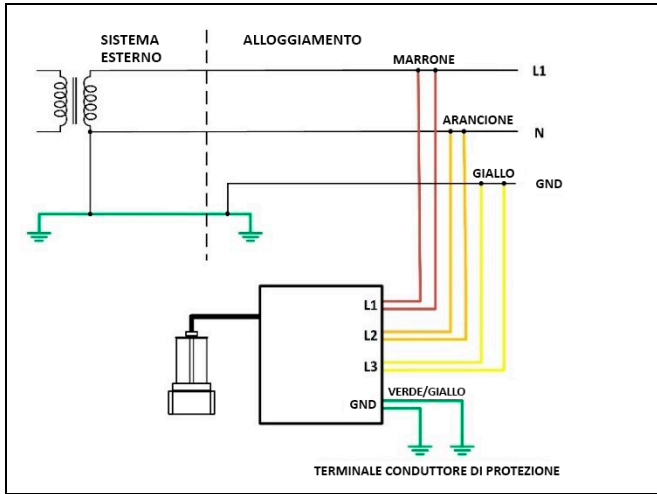 SISTEMA
ESTERNO
ALLOGGIAMENTO
MARRONE
L1
ARANCIONE
N
GIALLO
GND
L1
L2
L3
VERDE/GIALLO
GND
TERMINALE CONDUTTORE DI PROTEZIONE